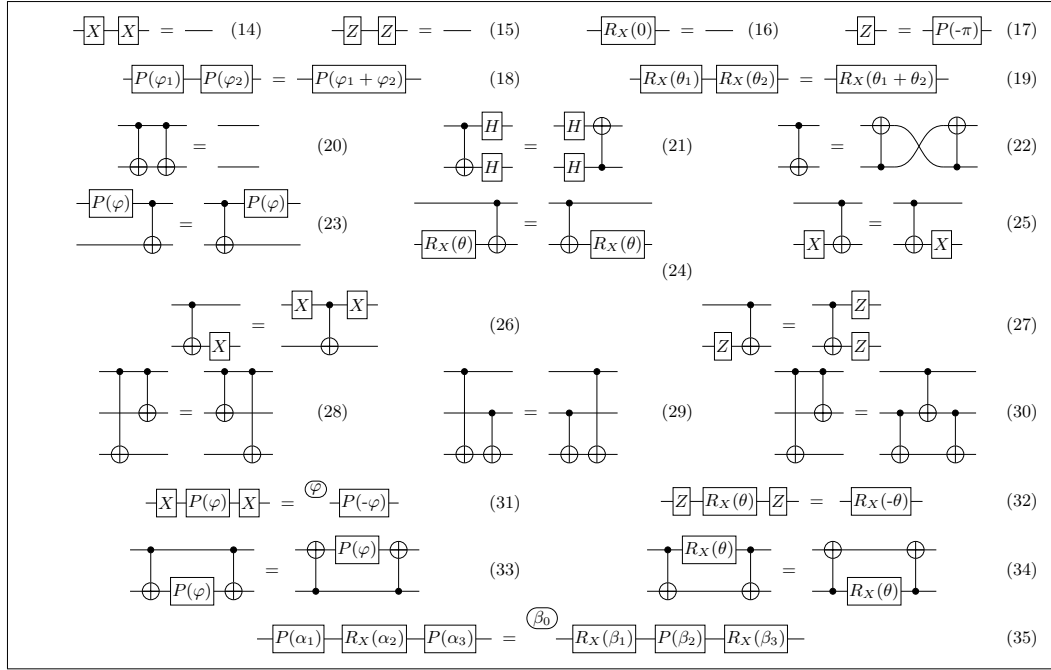 X X = (14) Z Z = (15) R_X(0) = (16) Z = P(-π) (17)
P(φ₁) P(φ₂) = P(φ₁ + φ₂) (18) R_X(θ₁) R_X(θ₂) = R_X(θ₁ + θ₂) (19)
= (20) H H = H H (21) = (22)
P(φ) = P(φ) (23) R_X(θ) = R_X(θ) (24) X = X (25)
X = X X (26) Z = Z Z (27)
= (28) = (29) = (30)
X P(φ) X = φ P(-φ) (31) Z R_X(θ) Z = R_X(-θ) (32)
P(φ) = P(φ) (33) R_X(θ) = R_X(θ) (34)
P(α₁) R_X(α₂) P(α₃) = β₀ R_X(β₁) P(β₂) R_X(β₃) (35)